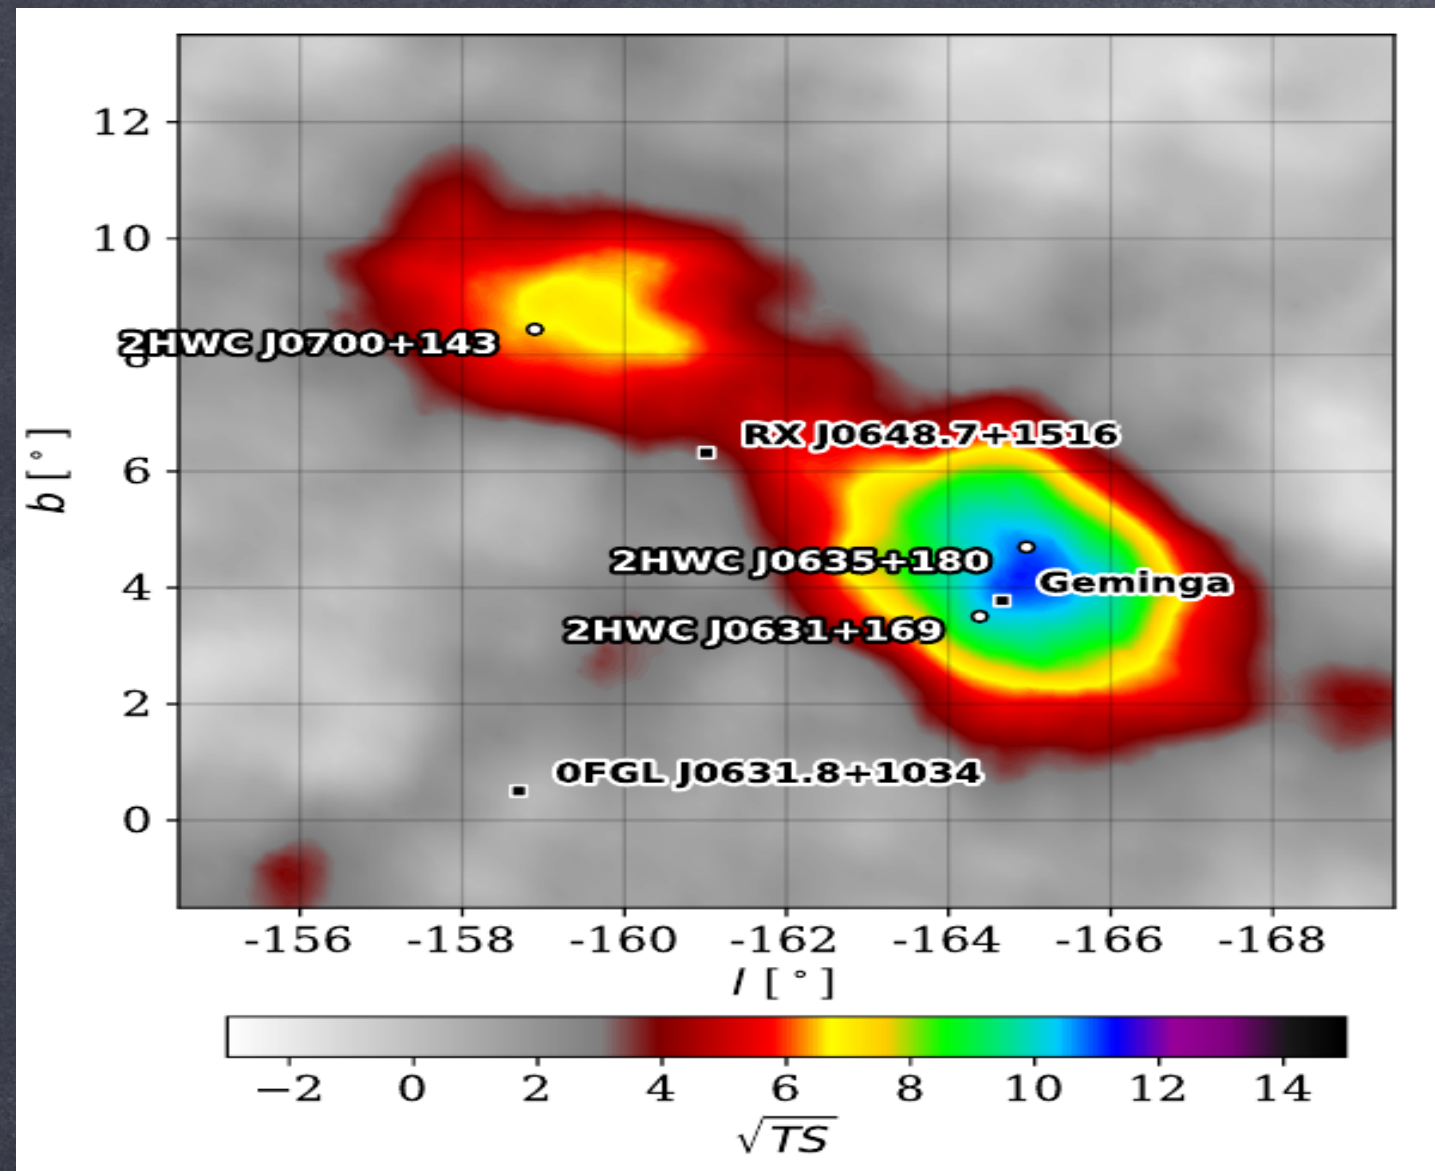 12
10
8
6
4
2
0
b [°]
2HWC J0700+143
RX J0648.7+1516
2HWC J0635+180
Geminga
2HWC J0631+169
0FGL J0631.8+1034
-156 -158 -160 -162 -164 -166 -168
l [°]
−2 0 2 4 6 8 10 12 14
√TS